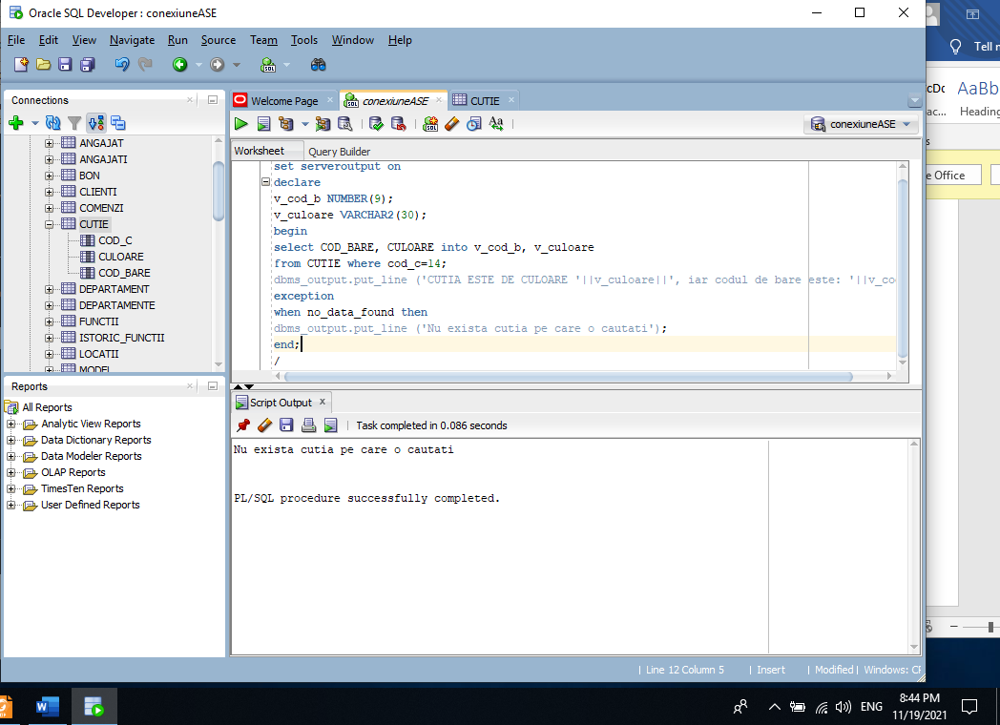 Oracle SQL Developer : conexiuneASE
File Edit View Navigate Run Source Team Tools Window Help
Tell
Connections
ANGAJAT
ANGAJATI
BON
CLIENTI
COMENZI
CUTIE
COD_C
CULOARE
COD_BARE
DEPARTAMENT
DEPARTAMENTE
FUNCTII
ISTORIC_FUNCTII
LOCATII
MODEL
Reports
All Reports
Analytic View Reports
Data Dictionary Reports
Data Modeler Reports
OLAP Reports
TimesTen Reports
User Defined Reports
Welcome Page conexiuneASE CUTIE
Aa conexiuneASE
Worksheet Query Builder
set serveroutput on
declare
v_cod_b NUMBER(9);
v_culoare VARCHAR2(30);
begin
select COD_BARE, CULOARE into v_cod_b, v_culoare
from CUTIE where cod_c=14;
dbms_output.put_line ('CUTIA ESTE DE CULOARE '||v_culoare||', iar codul de bare este: '||v_co
exception
when no_data_found then
dbms_output.put_line ('Nu exista cutia pe care o cautati');
end;
/
Script Output x
Task completed in 0.086 seconds
Nu exista cutia pe care o cautati
PL/SQL procedure successfully completed.
Line 12 Column 5 | Insert | Modified | Windows:
AaBb
Heading
Office
ENG
8:44 PM
11/19/2021